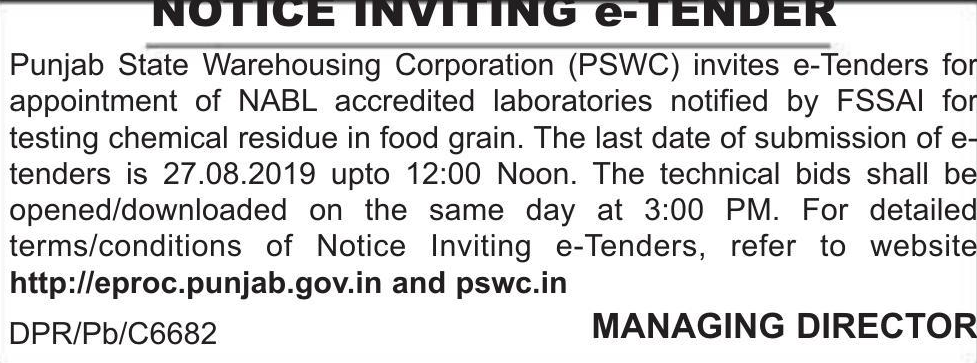 NOTICE INVITING e-TENDER
Punjab State Warehousing Corporation (PSWC) invites e-Tenders for
appointment of NABL accredited laboratories notified by FSSAI for
testing chemical residue in food grain. The last date of submission of e-
tenders is 27.08.2019 upto 12:00 Noon. The technical bids shall be
opened/downloaded on the same day at 3:00 PM. For detailed
terms/conditions of Notice Inviting e-Tenders, refer to website
http://eproc.punjab.gov.in and pswc.in
DPR/Pb/C6682 MANAGING DIRECTOR